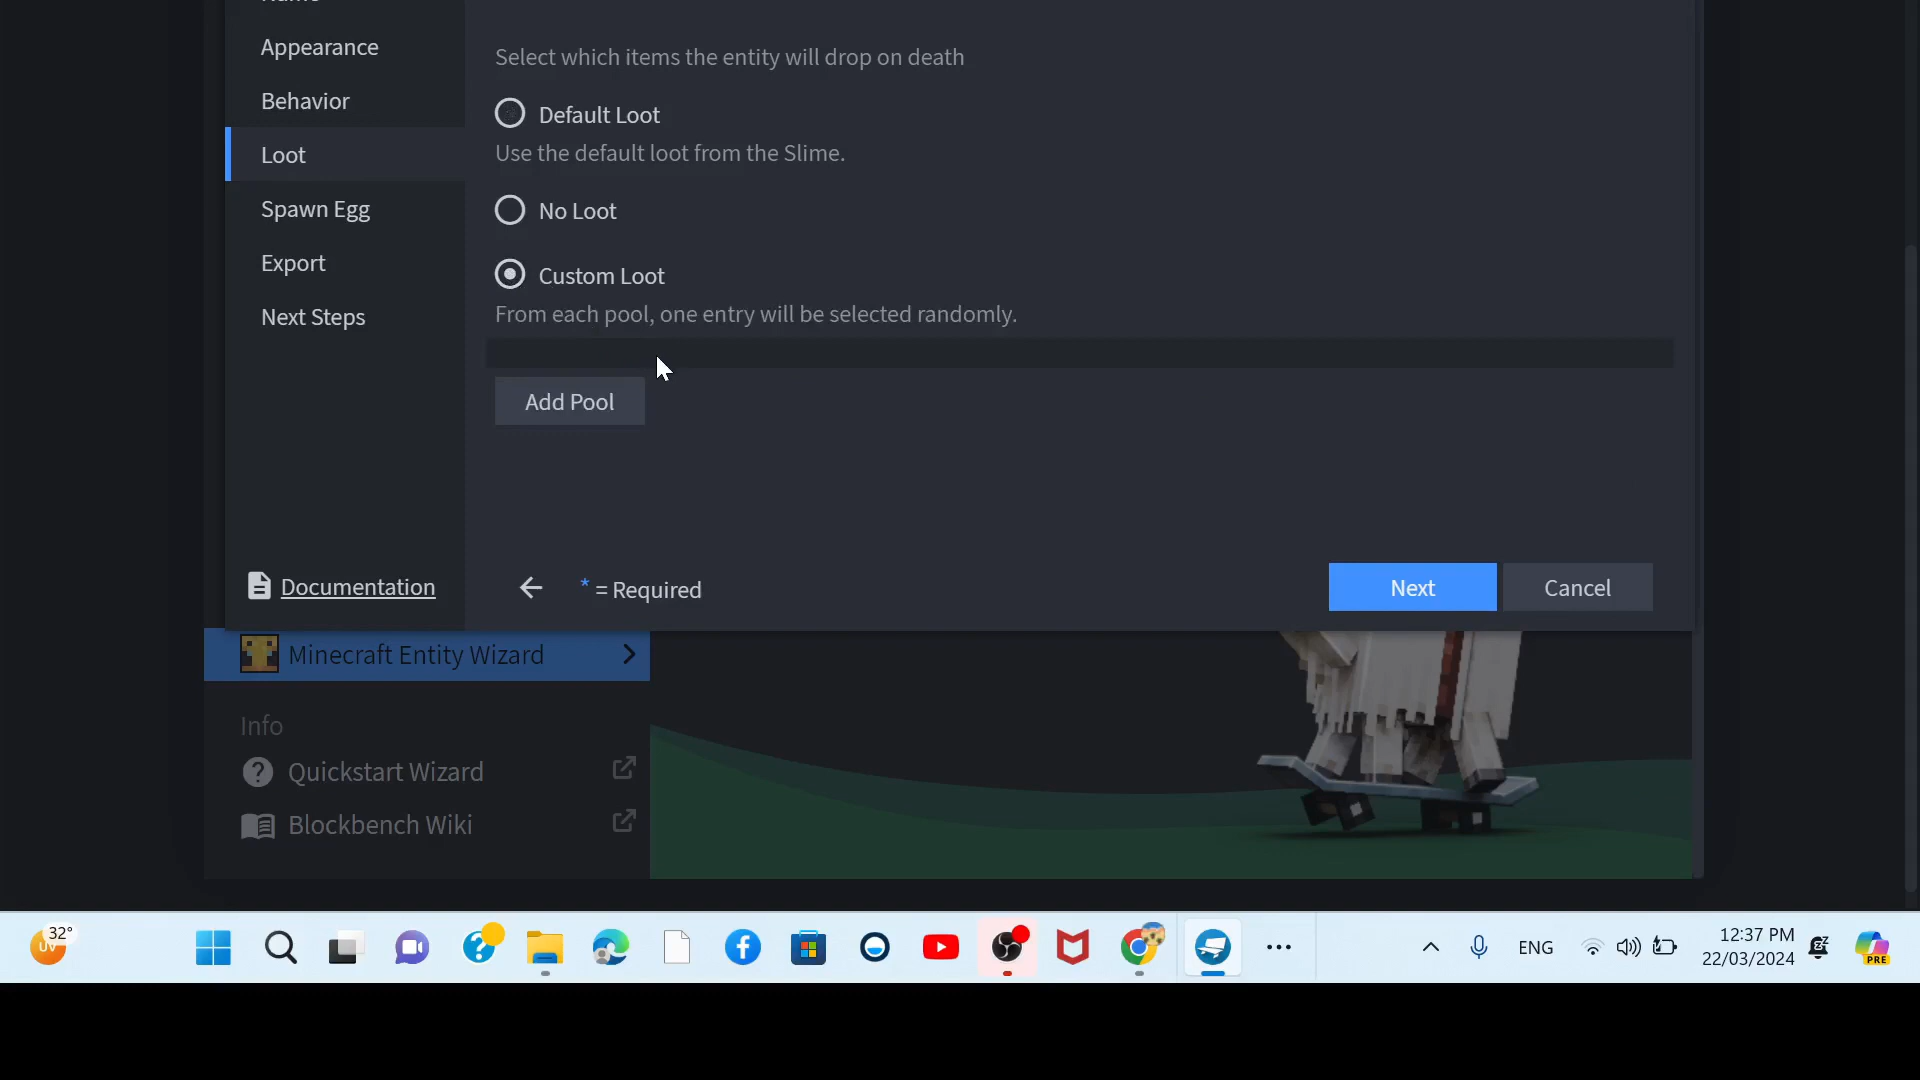 Appearance
Behavior
Loot
Spawn Egg
Export
Next Steps
Documentation
Select which items the entity will drop on death
Default Loot
Use the default loot from the Slime.
No Loot
Custom Loot
From each pool, one entry will be selected randomly.
Add Pool
* = Required
Next
Cancel
Minecraft Entity Wizard
Info
Quickstart Wizard
Blockbench Wiki
32°
UV
ENG
12:37 PM
22/03/2024
PRE